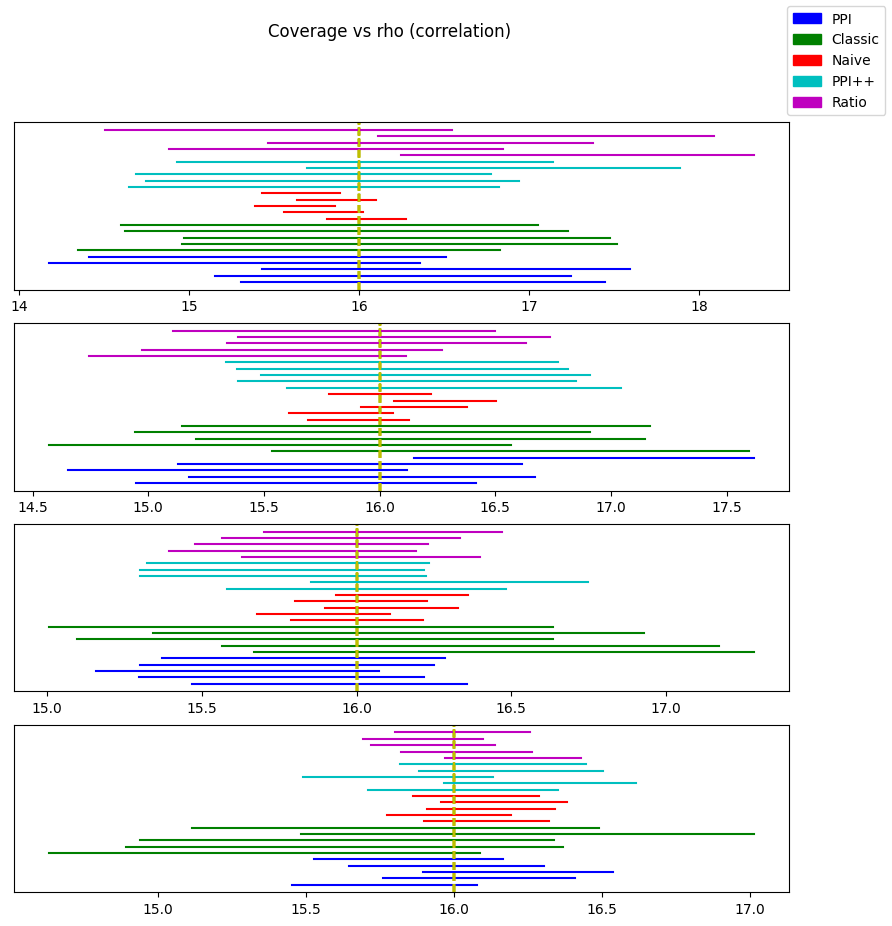 Coverage vs rho (correlation)
PPI
Classic
Naive
PPI++
Ratio
14 15 16 17 18
14.5 15.0 15.5 16.0 16.5 17.0 17.5
15.0 15.5 16.0 16.5 17.0
15.0 15.5 16.0 16.5 17.0